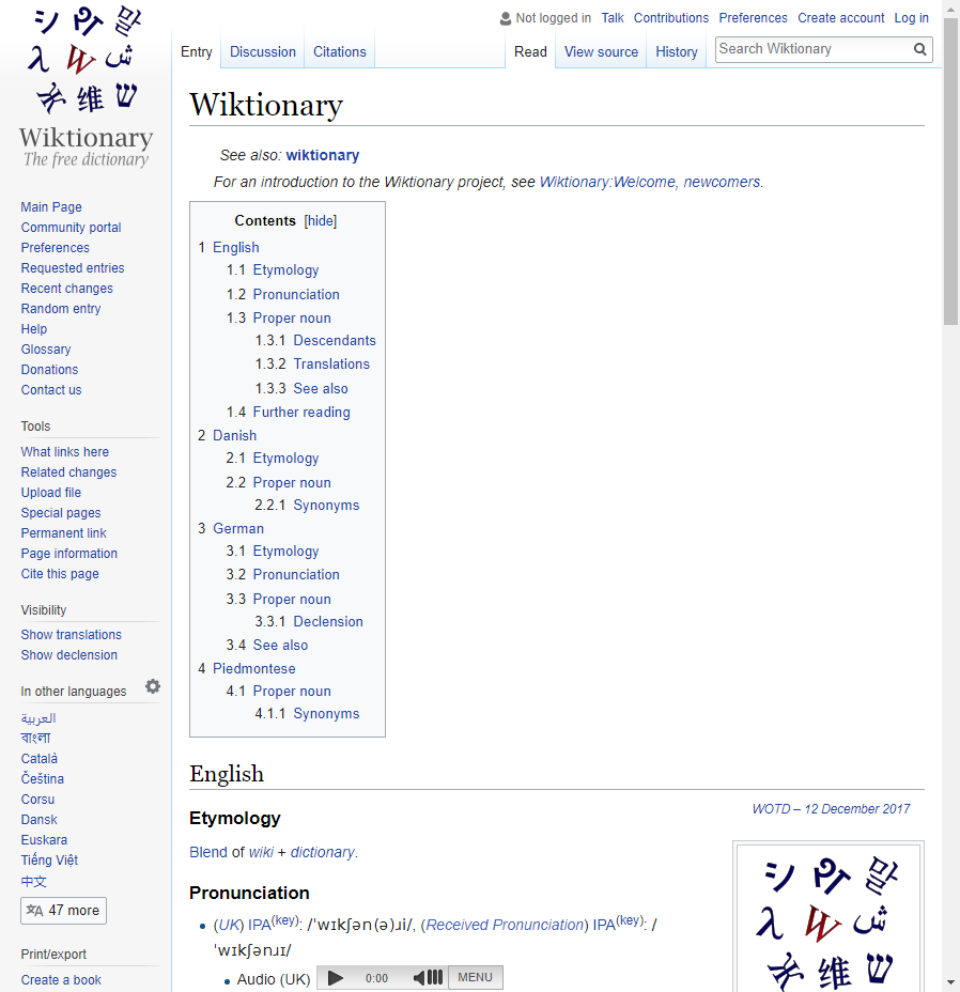 シ Պ 말
λ W ش
ネ 维 ש
Wiktionary
The free dictionary
Not logged in Talk Contributions Preferences Create account Log in
Entry Discussion Citations Read View source History Search Wiktionary
Wiktionary
See also: wiktionary
For an introduction to the Wiktionary project, see Wiktionary:Welcome, newcomers.
Contents [hide]
1 English
1.1 Etymology
1.2 Pronunciation
1.3 Proper noun
1.3.1 Descendants
1.3.2 Translations
1.3.3 See also
1.4 Further reading
2 Danish
2.1 Etymology
2.2 Proper noun
2.2.1 Synonyms
3 German
3.1 Etymology
3.2 Pronunciation
3.3 Proper noun
3.3.1 Declension
3.4 See also
4 Piedmontese
4.1 Proper noun
4.1.1 Synonyms
Main Page
Community portal
Preferences
Requested entries
Recent changes
Random entry
Help
Glossary
Donations
Contact us
Tools
What links here
Related changes
Upload file
Special pages
Permanent link
Page information
Cite this page
Visibility
Show translations
Show declension
In other languages
العربية
বাংলা
Català
Čeština
Corsu
Dansk
Euskara
Tiếng Việt
中文
47 more
Print/export
Create a book
English
WOTD – 12 December 2017
Etymology
Blend of wiki + dictionary.
Pronunciation
(UK) IPA(key): /ˈwɪkʃən(ə)ɹi/, (Received Pronunciation) IPA(key): /
ˈwɪkʃənɹɪ/
Audio (UK) 0:00 MENU
シ 말
λ W ش
维 ש